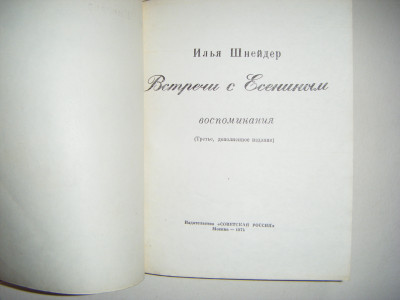 Илья Шнейдер
Встречи с Есениным
воспоминания
(Третье, дополненное издание)
Издательство «СОВЕТСКАЯ РОССИЯ»
Москва — 1974